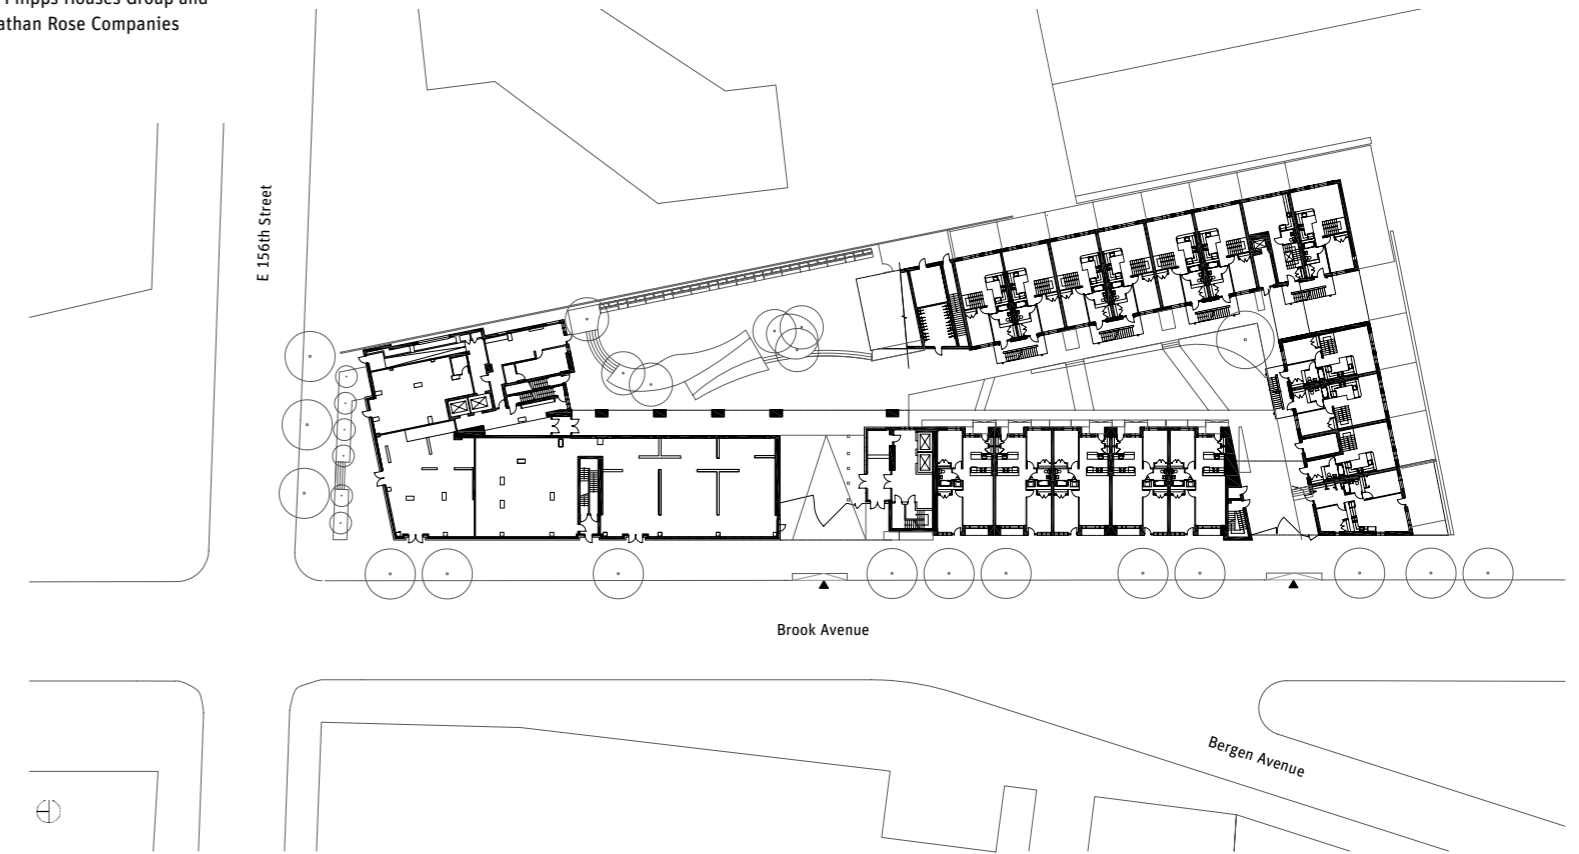 Phipps Houses Group and
athan Rose Companies
E 156th Street
Brook Avenue
Bergen Avenue